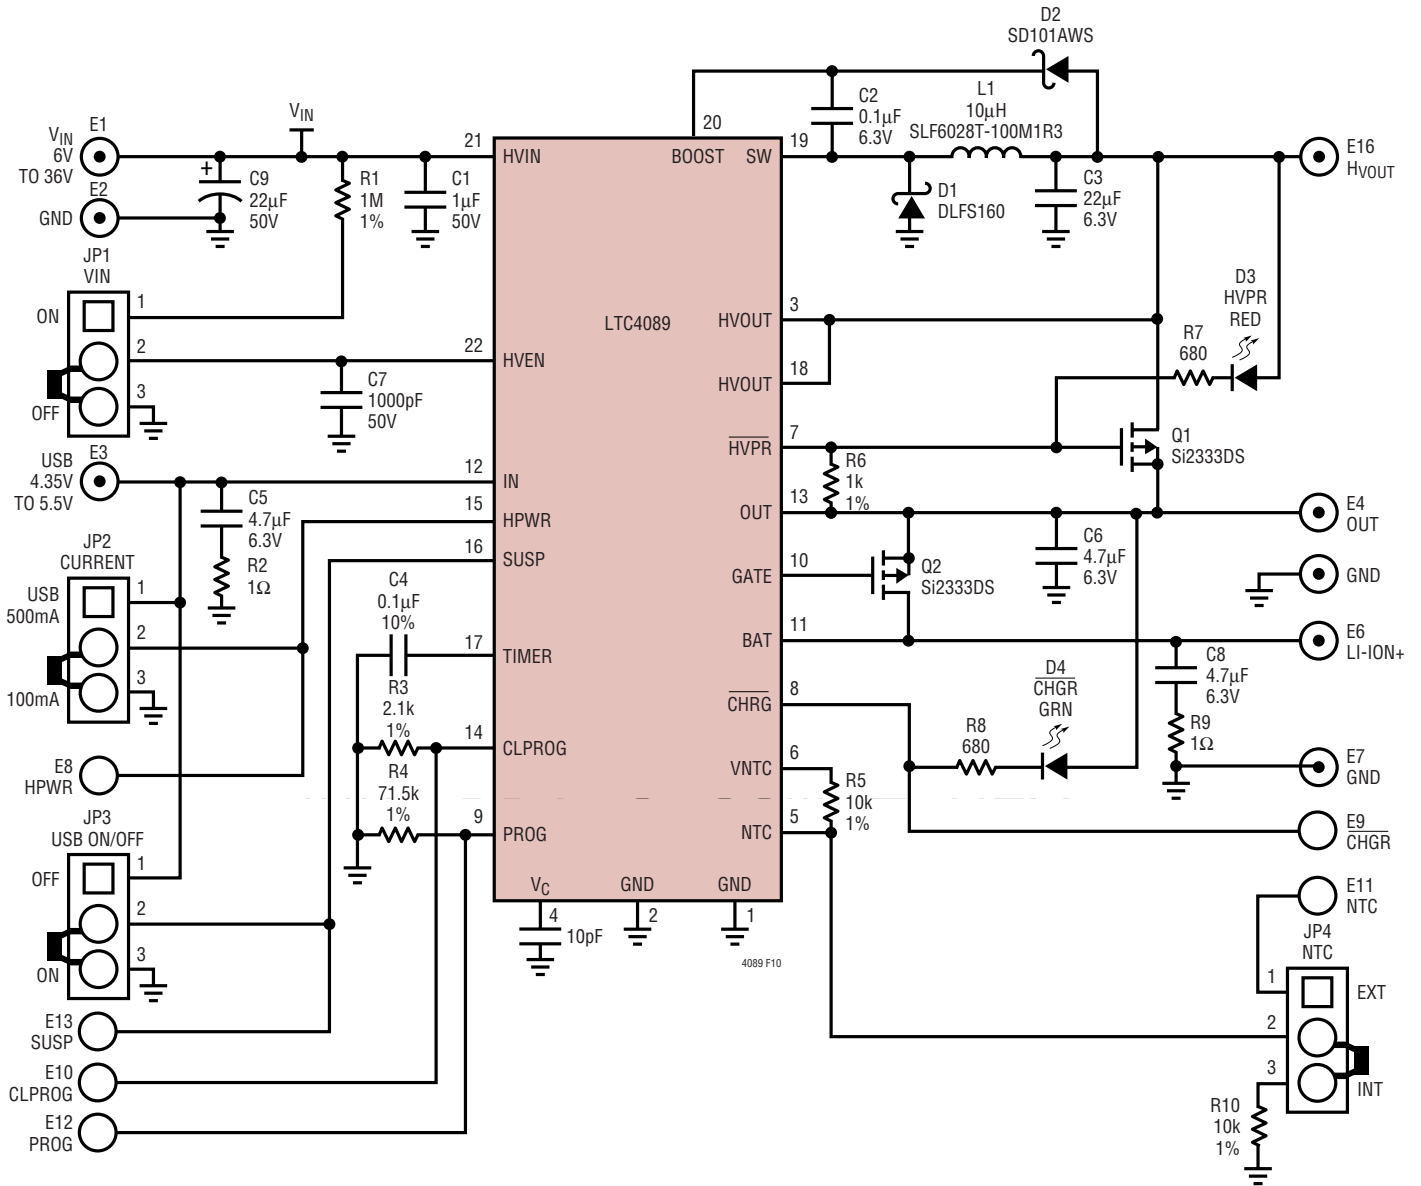 D2
SD101AWS
E1
VIN
6V
TO 36V
E2
GND
VIN
C9
22µF
50V
+
R1
1M
1%
C1
1µF
50V
21
HVIN
20
BOOST
SW
19
C2
0.1µF
6.3V
L1
10µH
SLF6028T-100M1R3
D1
DLFS160
C3
22µF
6.3V
E16
HVOUT
JP1
VIN
ON
1
2
3
OFF
22
HVEN
C7
1000pF
50V
LTC4089
HVOUT
3
HVOUT
18
D3
HVPR
RED
R7
680
HVPR
7
Q1
Si2333DS
R6
1k
1%
E3
USB
4.35V
TO 5.5V
12
IN
C5
4.7µF
6.3V
R2
1Ω
15
HPWR
16
SUSP
OUT
13
E4
OUT
C6
4.7µF
6.3V
GATE
10
Q2
Si2333DS
GND
JP2
CURRENT
USB
500mA
1
2
3
100mA
C4
0.1µF
10%
17
TIMER
BAT
11
E6
LI-ION+
C8
4.7µF
6.3V
R9
1Ω
R3
2.1k
1%
14
CLPROG
CHRG
8
D4
CHGR
GRN
R8
680
E7
GND
E8
HPWR
R4
71.5k
1%
9
PROG
VNTC
6
R5
10k
1%
NTC
5
E9
CHGR
JP3
USB ON/OFF
OFF
1
2
3
ON
VC
GND
GND
4
2
1
10pF
4089 F10
E11
NTC
JP4
NTC
1
EXT
2
3
INT
R10
10k
1%
E13
SUSP
E10
CLPROG
E12
PROG